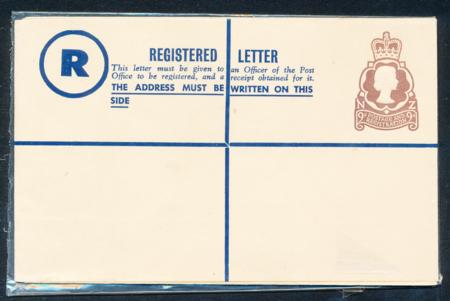 R
REGISTERED LETTER
This letter must be given to an Officer of the Post
Office to be registered, and a receipt obtained for it.
THE ADDRESS MUST BE WRITTEN ON THIS
SIDE
N Z
9D POSTAGE AND 9D
REGISTRATION